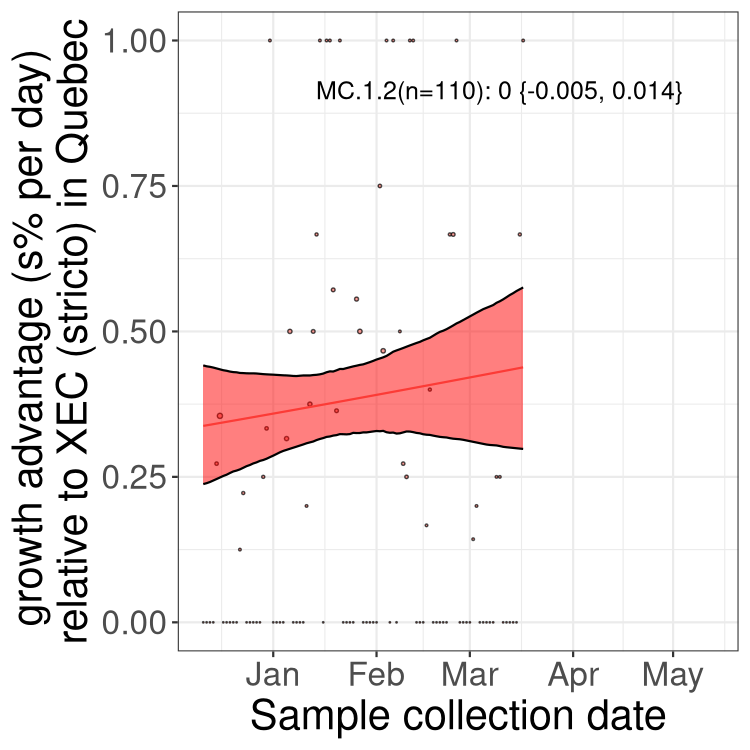 growth advantage (s% per day)
relative to XEC (stricto) in Quebec
1.00
0.75
0.50
0.25
0.00
MC.1.2(n=110): 0 {-0.005, 0.014}
Jan Feb Mar Apr May
Sample collection date